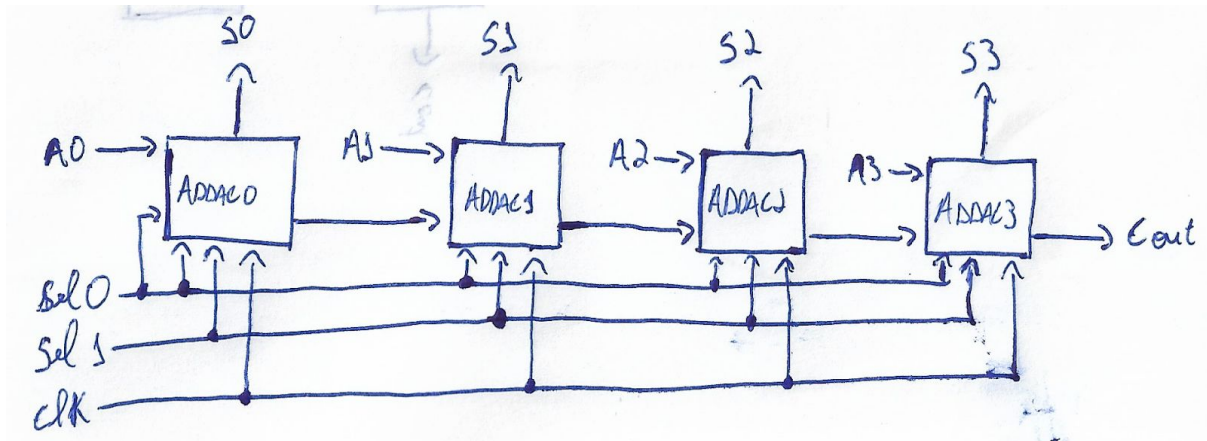 S0
S1
S2
S3
A0
ADDAC0
A1
ADDAC1
A2
ADDAC2
A3
ADDAC3
Cout
Sel 0
Sel 1
Clk